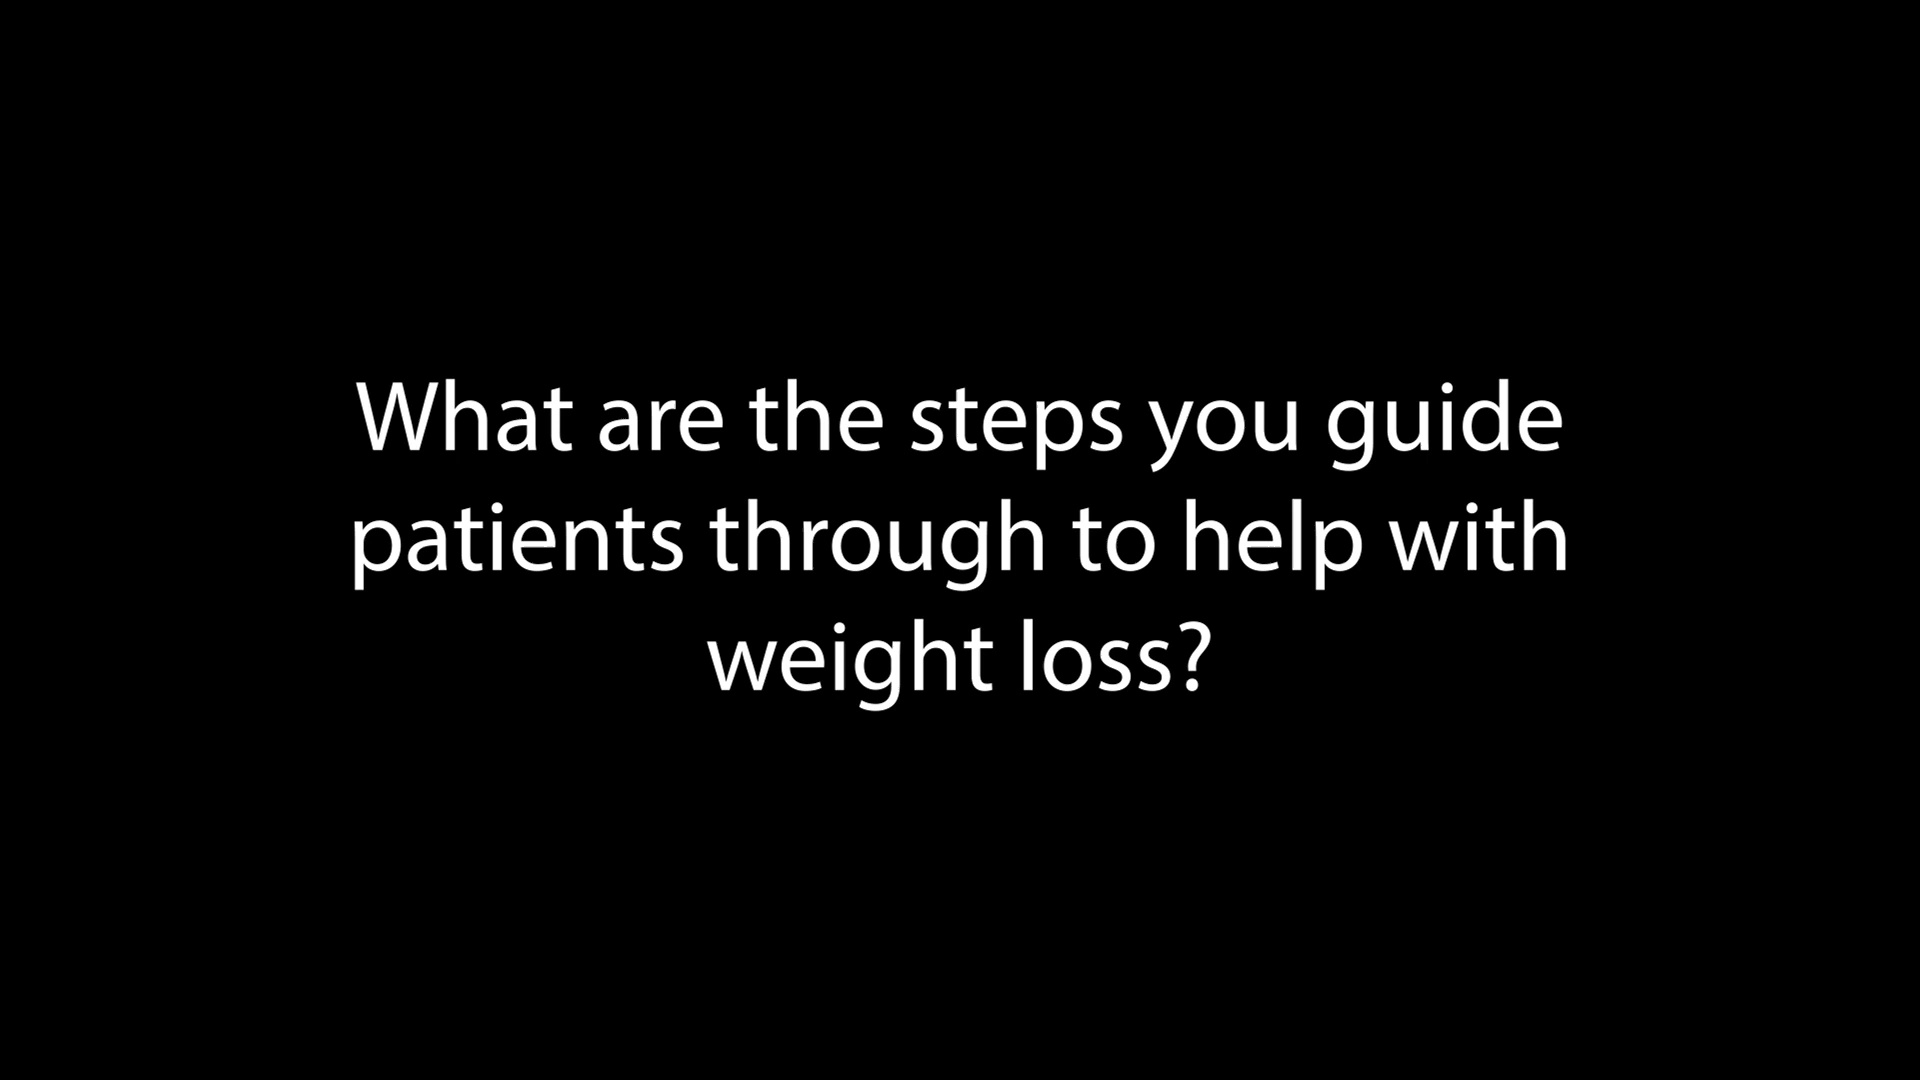 What are the steps you guide
patients through to help with
weight loss?